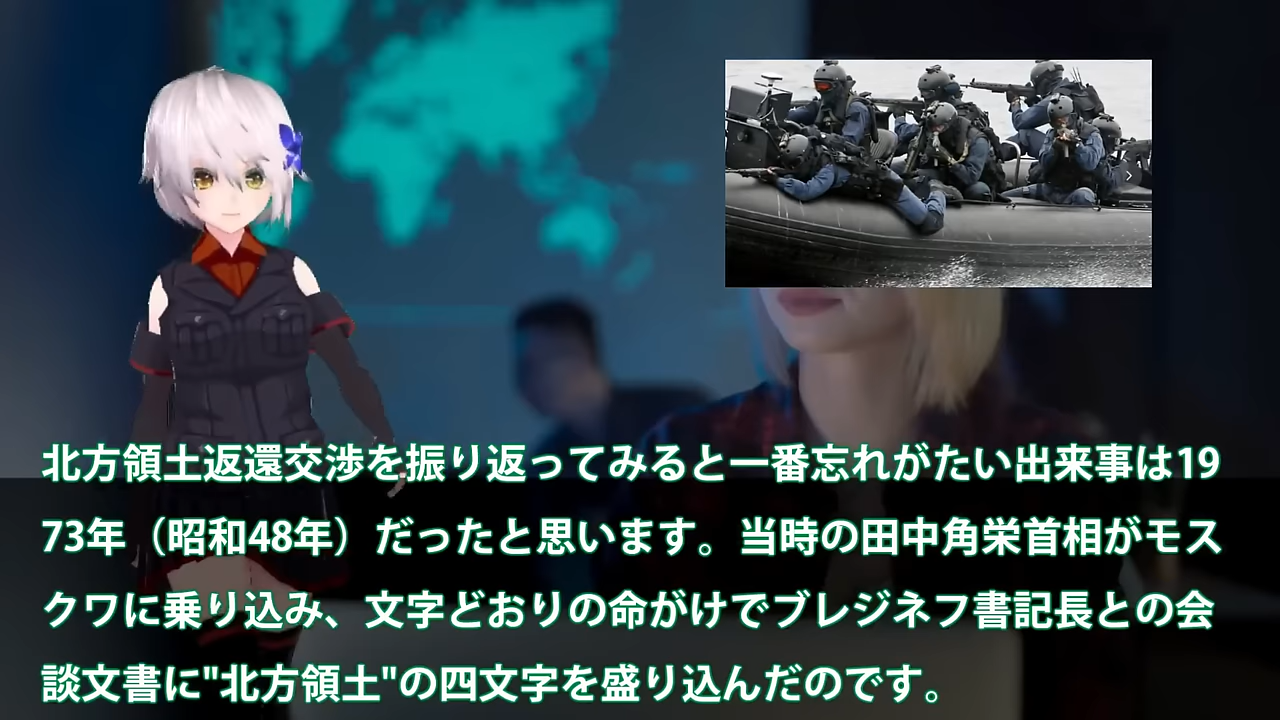 北方領土返還交渉を振り返ってみると一番忘れがたい出来事は19
73年（昭和48年）だったと思います。当時の田中角栄首相がモス
クワに乗り込み、文字どおりの命がけでブレジネフ書記長との会
談文書に"北方領土"の四文字を盛り込んだのです。